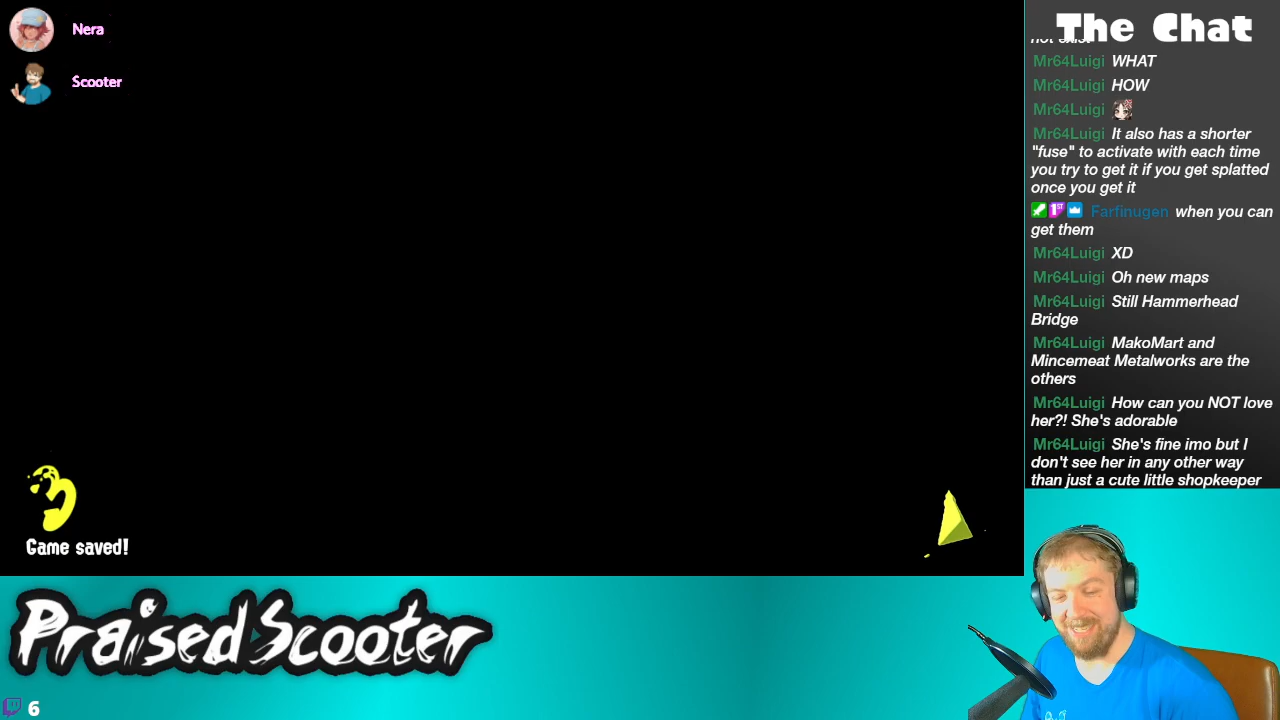 Nera
Scooter
Game saved!
PraisedScooter
6
The Chat
not exist
Mr64Luigi WHAT
Mr64Luigi HOW
Mr64Luigi
Mr64Luigi It also has a shorter
"fuse" to activate with each time
you try to get it if you get splatted
once you get it
1ST Farfinugen when you can
get them
Mr64Luigi XD
Mr64Luigi Oh new maps
Mr64Luigi Still Hammerhead
Bridge
Mr64Luigi MakoMart and
Mincemeat Metalworks are the
others
Mr64Luigi How can you NOT love
her?! She's adorable
Mr64Luigi She's fine imo but I
don't see her in any other way
than just a cute little shopkeeper